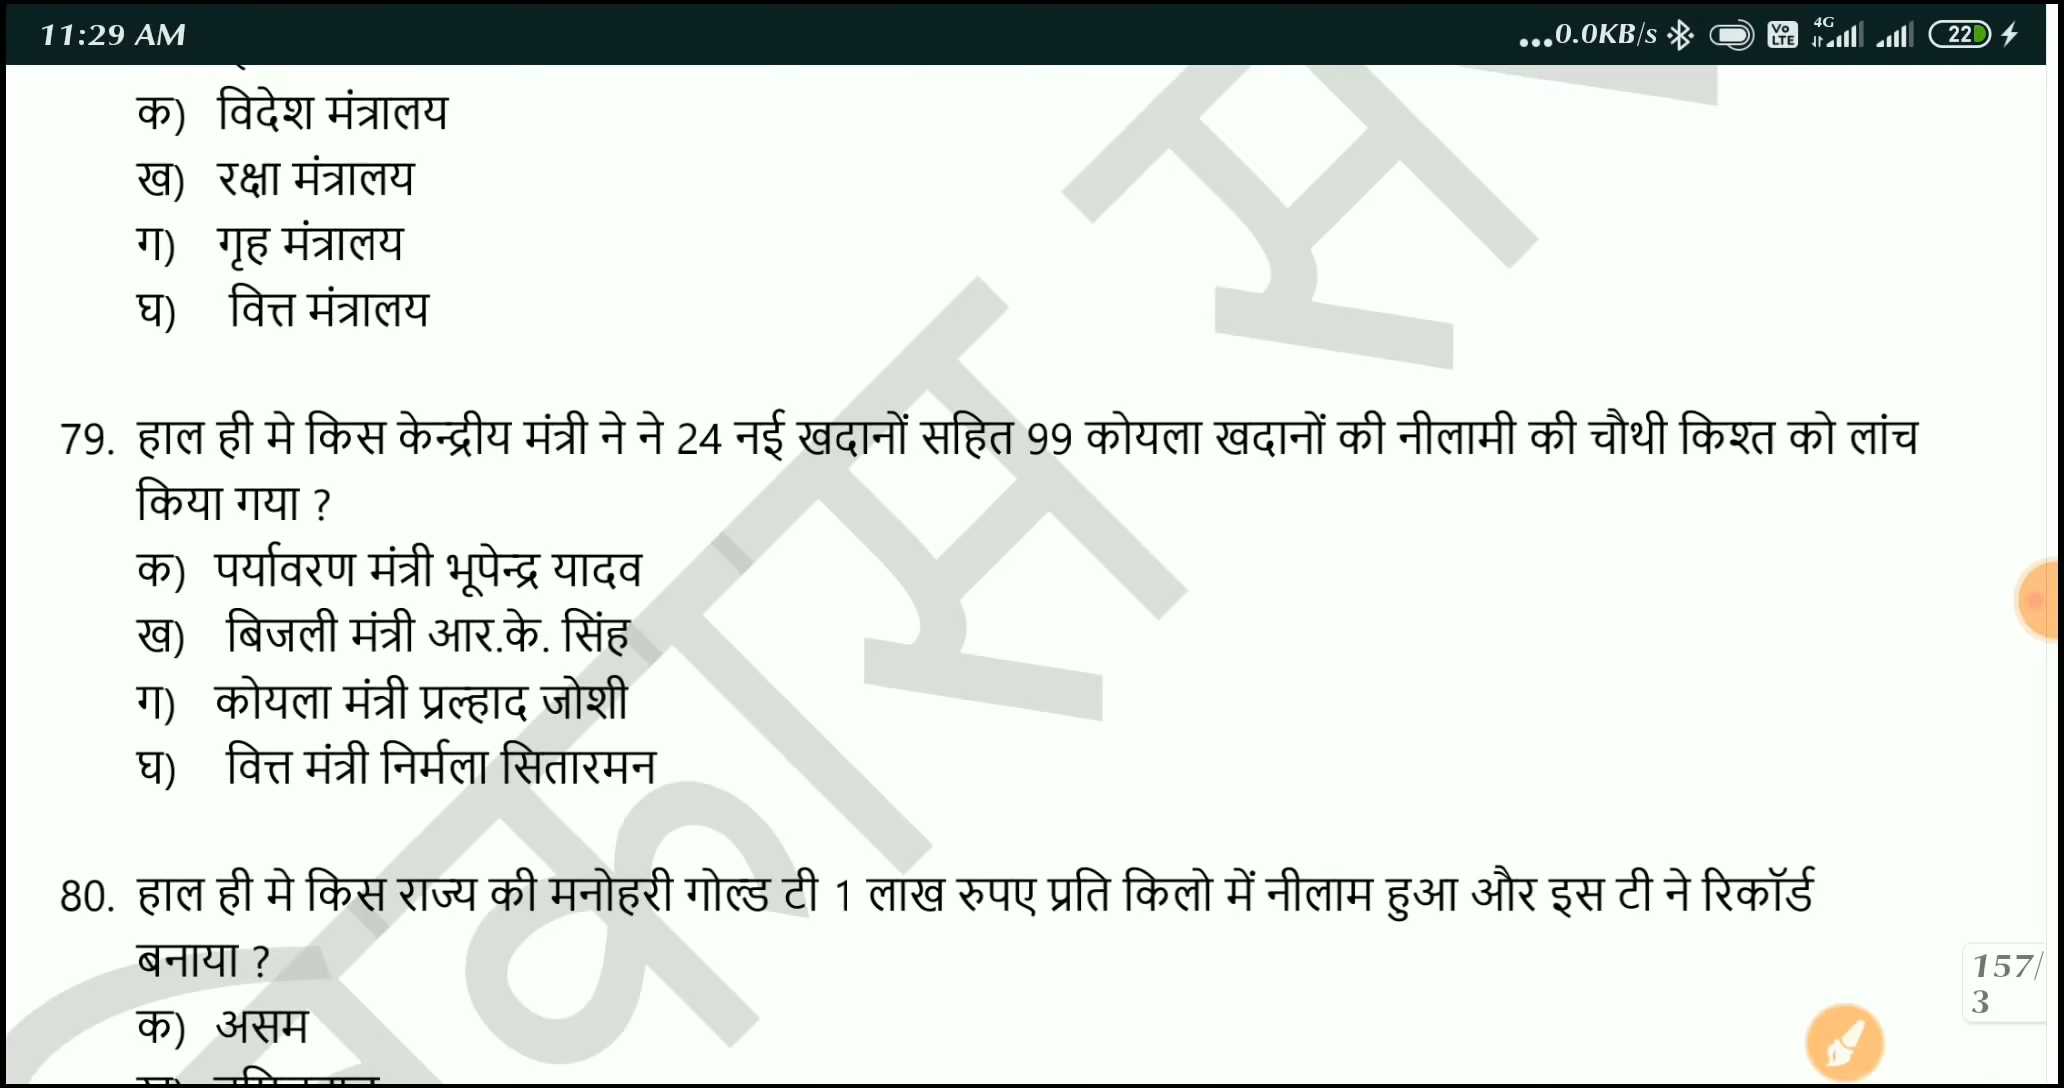 11:29 AM
...0.0KB/s VoLTE 4G 22
क) विदेश मंत्रालय
ख) रक्षा मंत्रालय
ग) गृह मंत्रालय
घ) वित्त मंत्रालय
79. हाल ही मे किस केन्द्रीय मंत्री ने ने 24 नई खदानों सहित 99 कोयला खदानों की नीलामी की चौथी किश्त को लांच
किया गया ?
क) पर्यावरण मंत्री भूपेन्द्र यादव
ख) बिजली मंत्री आर.के. सिंह
ग) कोयला मंत्री प्रल्हाद जोशी
घ) वित्त मंत्री निर्मला सितारमन
80. हाल ही मे किस राज्य की मनोहरी गोल्ड टी 1 लाख रुपए प्रति किलो में नीलाम हुआ और इस टी ने रिकॉर्ड
बनाया ?
157/
3
क) असम